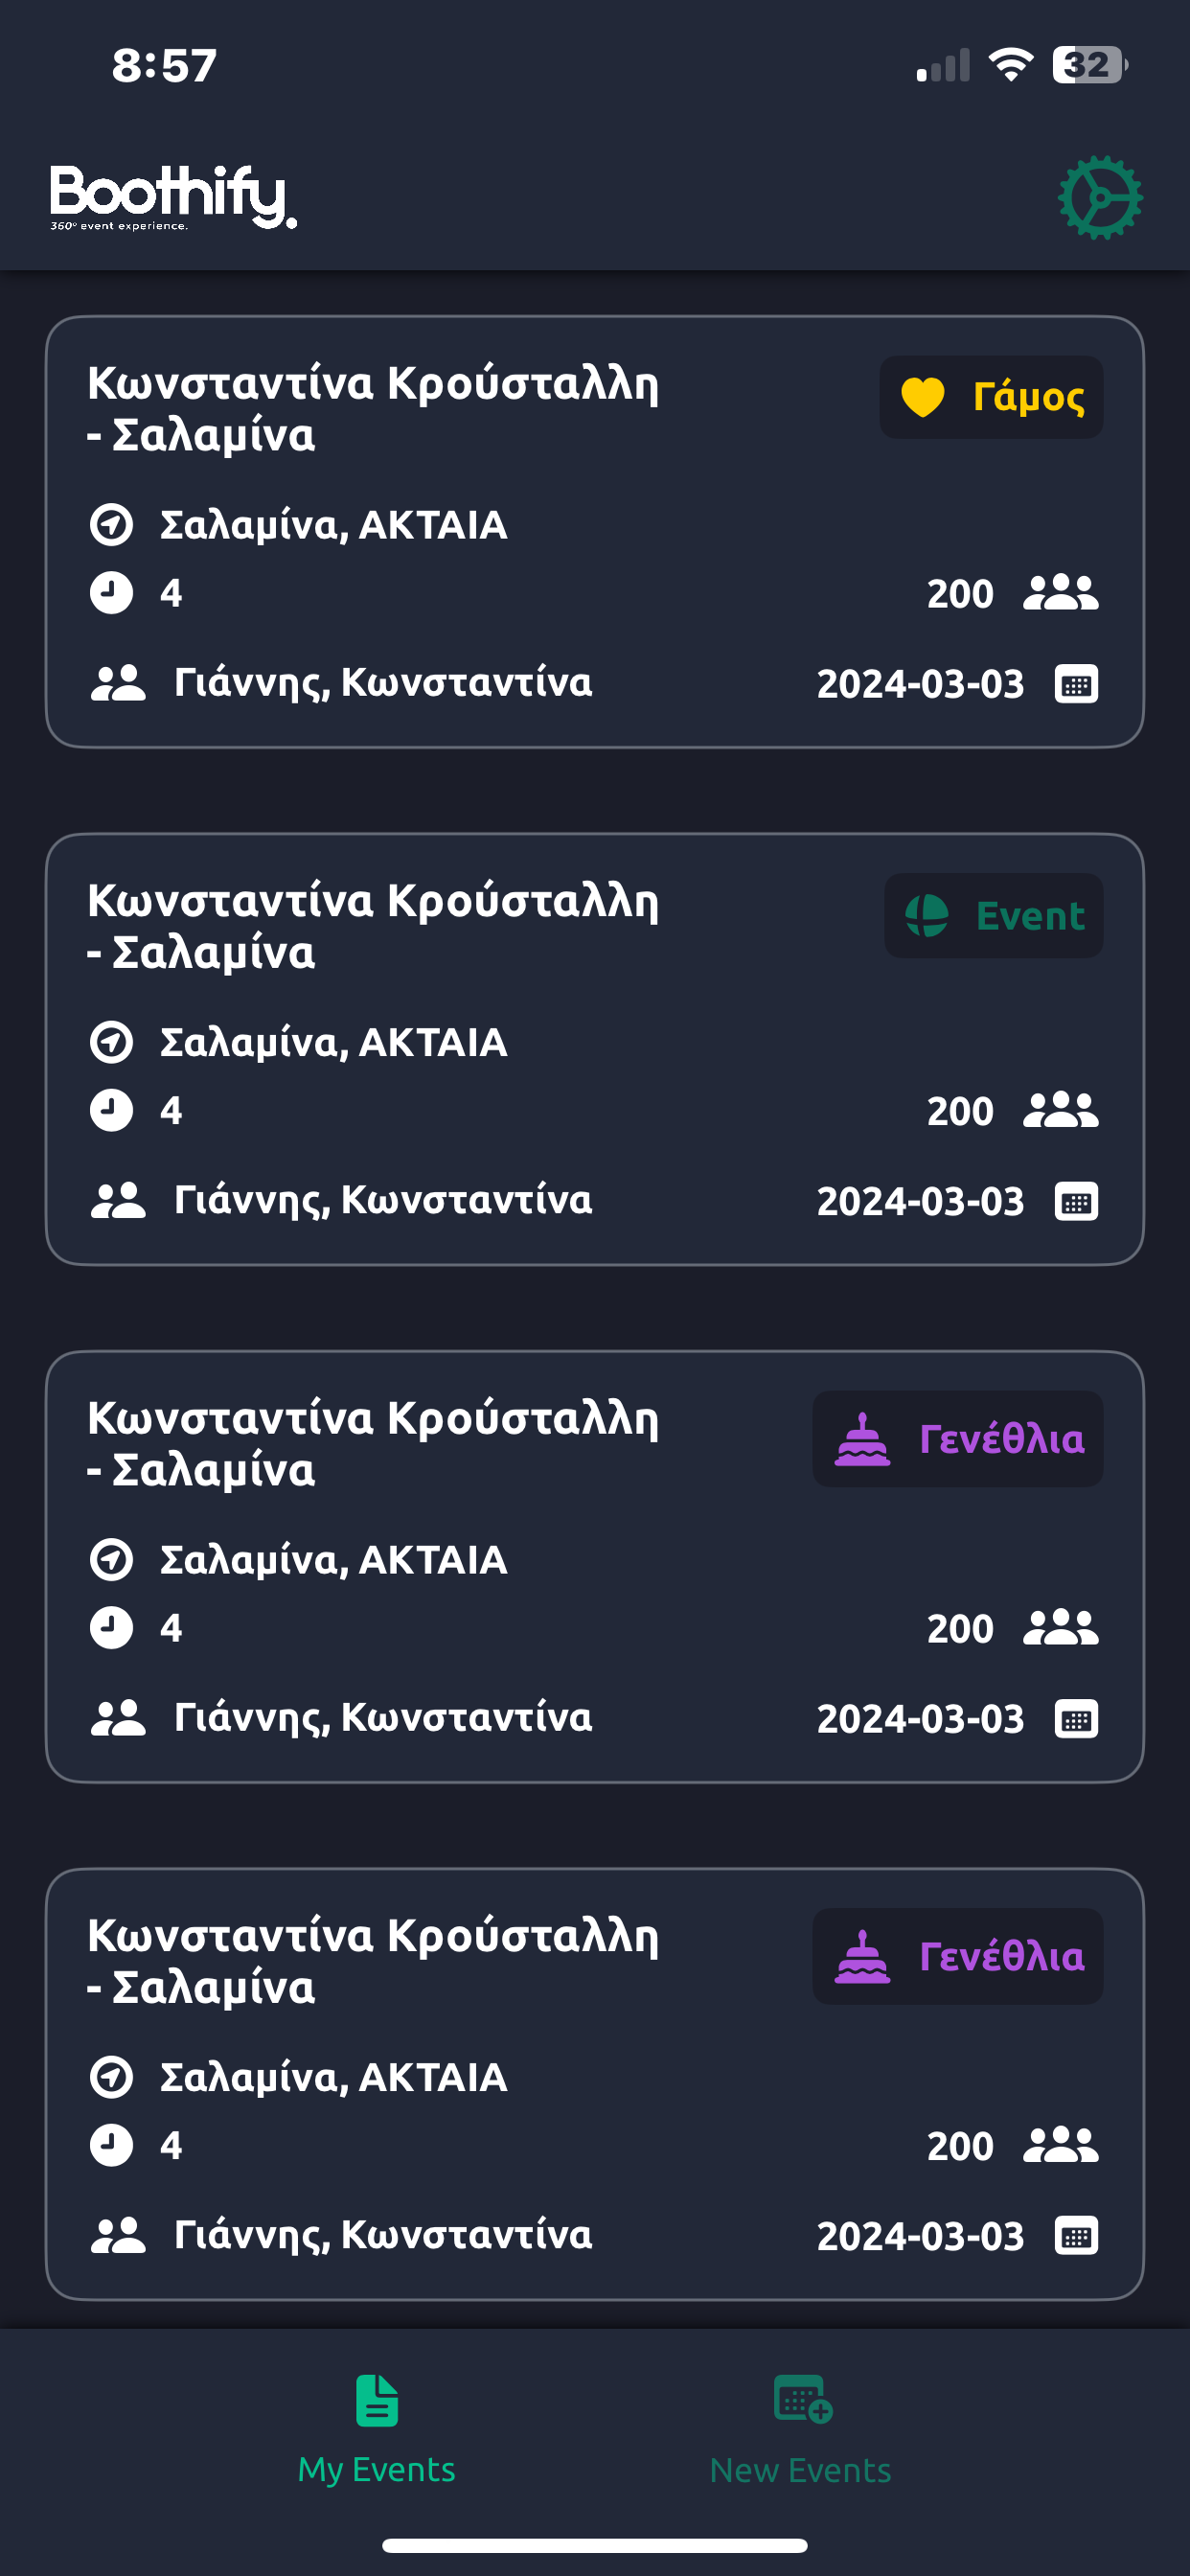 8:57
32
Boothify.
360° event experience.
Κωνσταντίνα Κρούσταλλη
- Σαλαμίνα
Γάμος
Σαλαμίνα, ΑΚΤΑΙΑ
4
200
Γιάννης, Κωνσταντίνα
2024-03-03
Κωνσταντίνα Κρούσταλλη
- Σαλαμίνα
Event
Σαλαμίνα, ΑΚΤΑΙΑ
4
200
Γιάννης, Κωνσταντίνα
2024-03-03
Κωνσταντίνα Κρούσταλλη
- Σαλαμίνα
Γενέθλια
Σαλαμίνα, ΑΚΤΑΙΑ
4
200
Γιάννης, Κωνσταντίνα
2024-03-03
Κωνσταντίνα Κρούσταλλη
- Σαλαμίνα
Γενέθλια
Σαλαμίνα, ΑΚΤΑΙΑ
4
200
Γιάννης, Κωνσταντίνα
2024-03-03
My Events
New Events